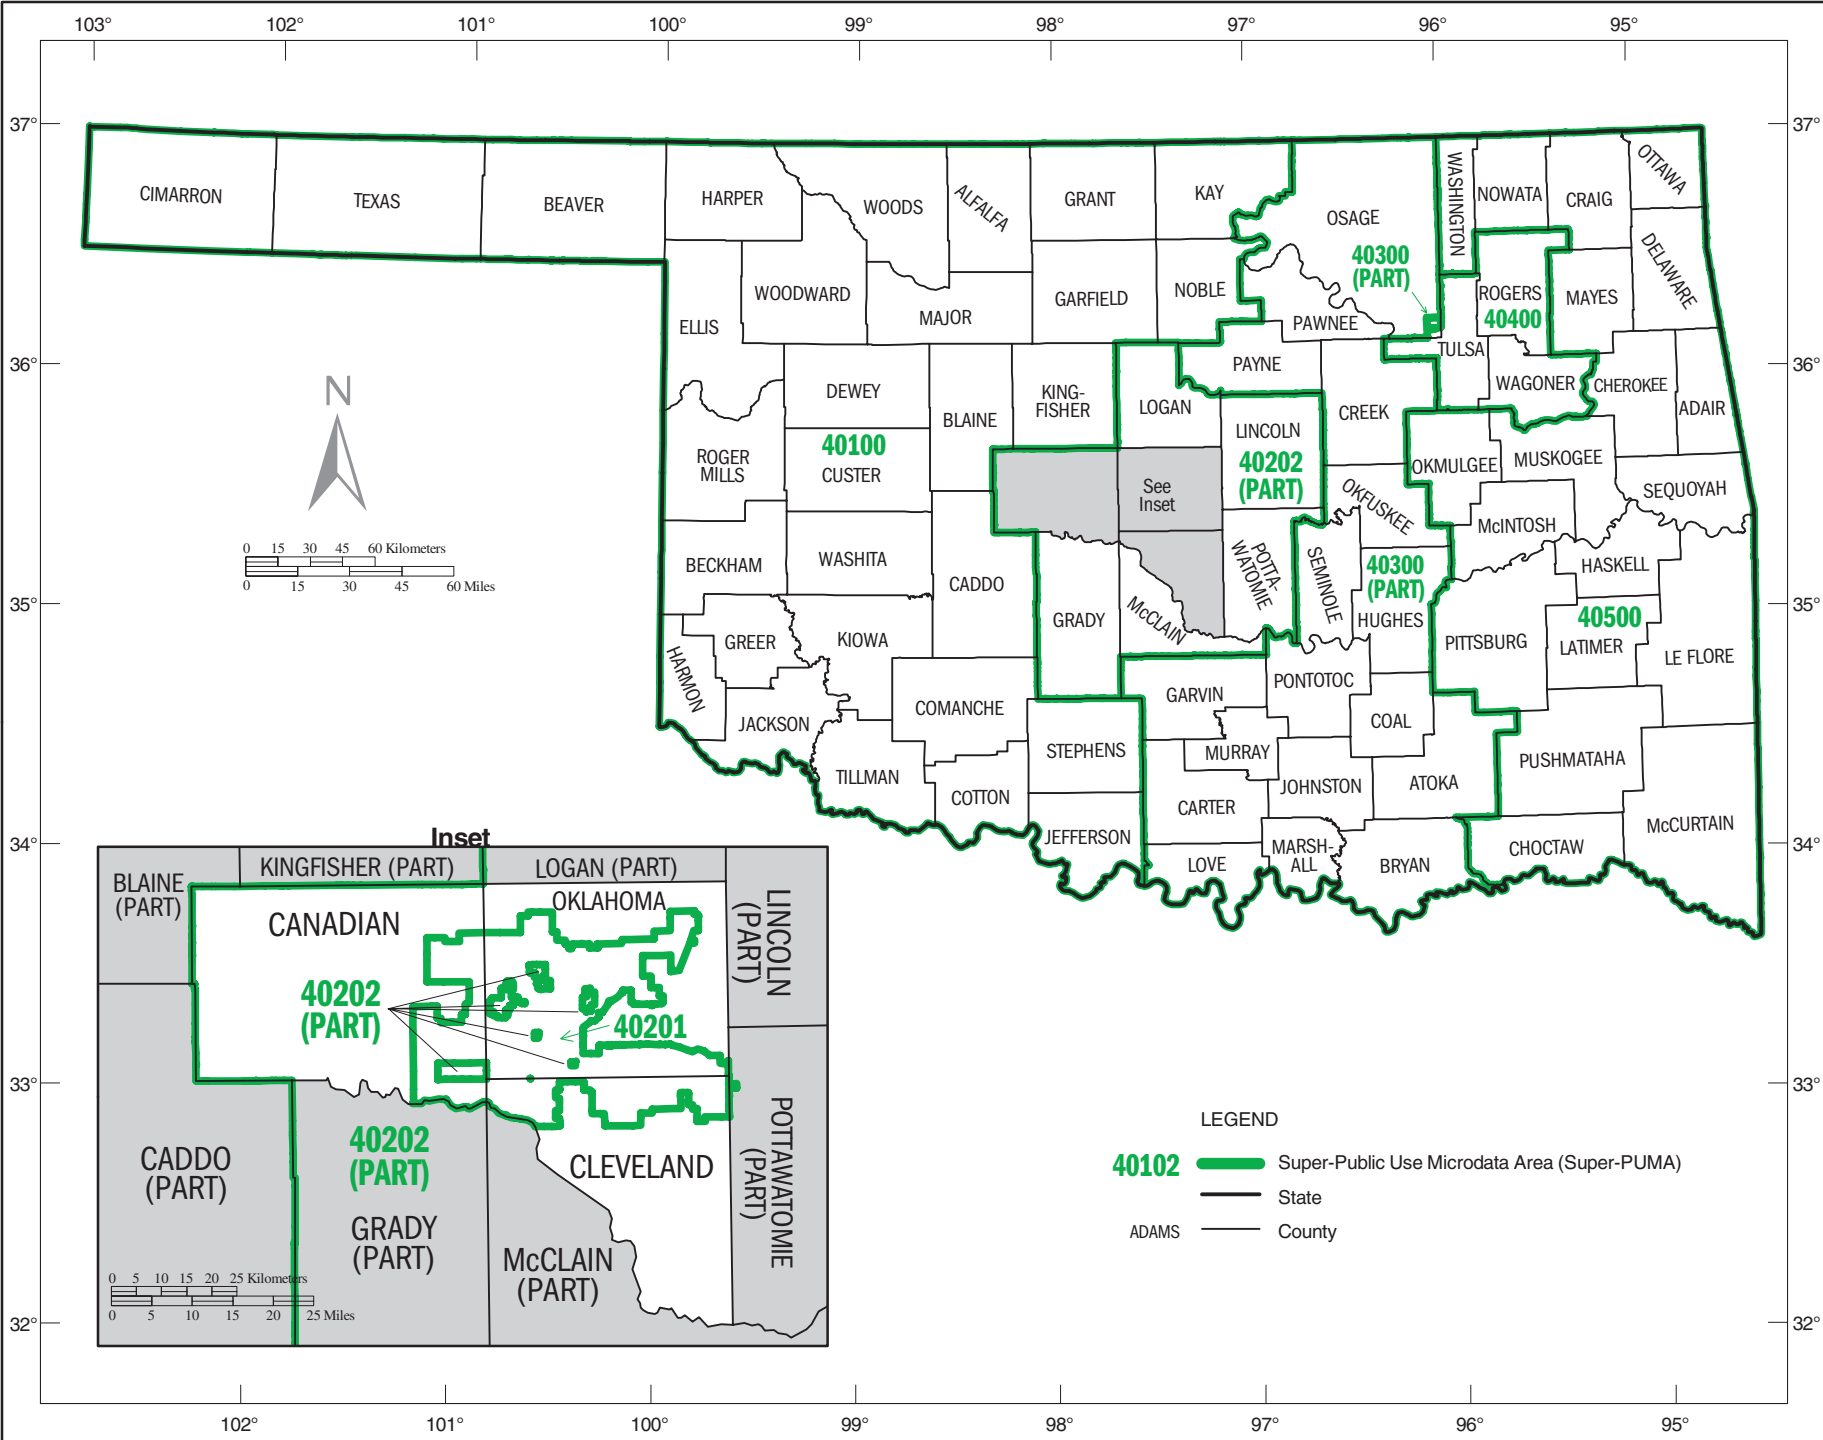 103° 102° 101° 100° 99° 98° 97° 96° 95°
37° 37°
CIMARRON
TEXAS
BEAVER
HARPER
WOODS
ALFALFA
GRANT
KAY
OSAGE
WASHINGTON
NOWATA
CRAIG
OTTAWA
40300
(PART)
DELAWARE
WOODWARD
ELLIS
MAJOR
GARFIELD
NOBLE
PAWNEE
ROGERS
40400
MAYES
TULSA
36° 36°
N
DEWEY
BLAINE
KING-
FISHER
LOGAN
PAYNE
CREEK
WAGONER
CHEROKEE
ADAIR
LINCOLN
40202
(PART)
ROGER
MILLS
40100
CUSTER
See
Inset
OKMULGEE
MUSKOGEE
SEQUOYAH
OKFUSKEE
McINTOSH
0 15 30 45 60 Kilometers
0 15 30 45 60 Miles
BECKHAM
WASHITA
CADDO
POTTA-
WATOMIE
SEMINOLE
40300
(PART)
HUGHES
HASKELL
40500
LATIMER
35° 35°
GREER
KIOWA
GRADY
McCLAIN
PITTSBURG
LE FLORE
HARMON
JACKSON
COMANCHE
GARVIN
PONTOTOC
COAL
STEPHENS
MURRAY
PUSHMATAHA
TILLMAN
COTTON
CARTER
JOHNSTON
ATOKA
McCURTAIN
JEFFERSON
LOVE
MARSH-
ALL
BRYAN
CHOCTAW
34° 34°
Inset
BLAINE
(PART)
KINGFISHER (PART)
LOGAN (PART)
LINCOLN
(PART)
CANADIAN
OKLAHOMA
40202
(PART)
40201
33° 33°
CADDO
(PART)
40202
(PART)
GRADY
(PART)
CLEVELAND
McCLAIN
(PART)
POTTAWATOMIE
(PART)
0 5 10 15 20 25 Kilometers
0 5 10 15 20 25 Miles
LEGEND
40102 Super-Public Use Microdata Area (Super-PUMA)
State
ADAMS County
32° 32°
102° 101° 100° 99° 98° 97° 96° 95°